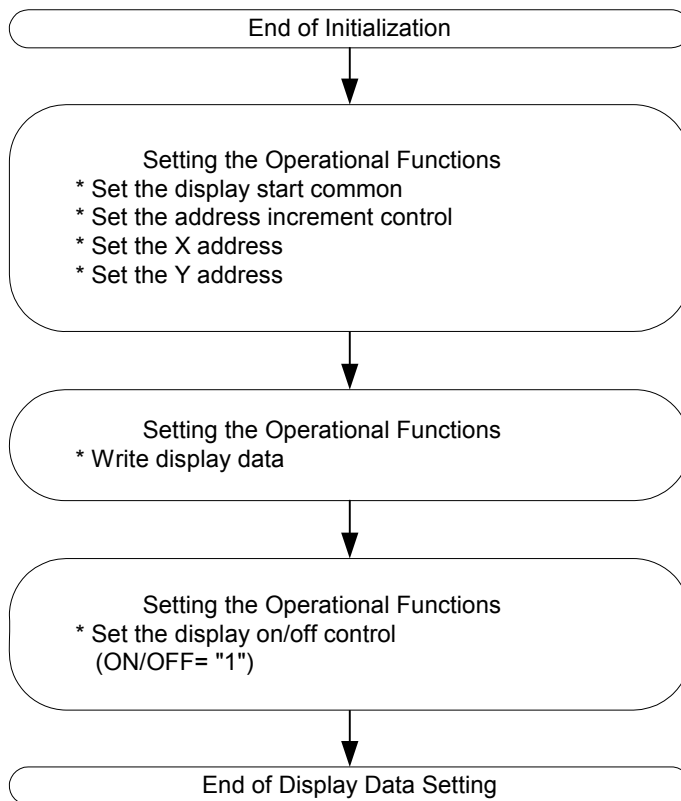 End of Initialization
Setting the Operational Functions
* Set the display start common
* Set the address increment control
* Set the X address
* Set the Y address
Setting the Operational Functions
* Write display data
Setting the Operational Functions
* Set the display on/off control
(ON/OFF= "1")
End of Display Data Setting